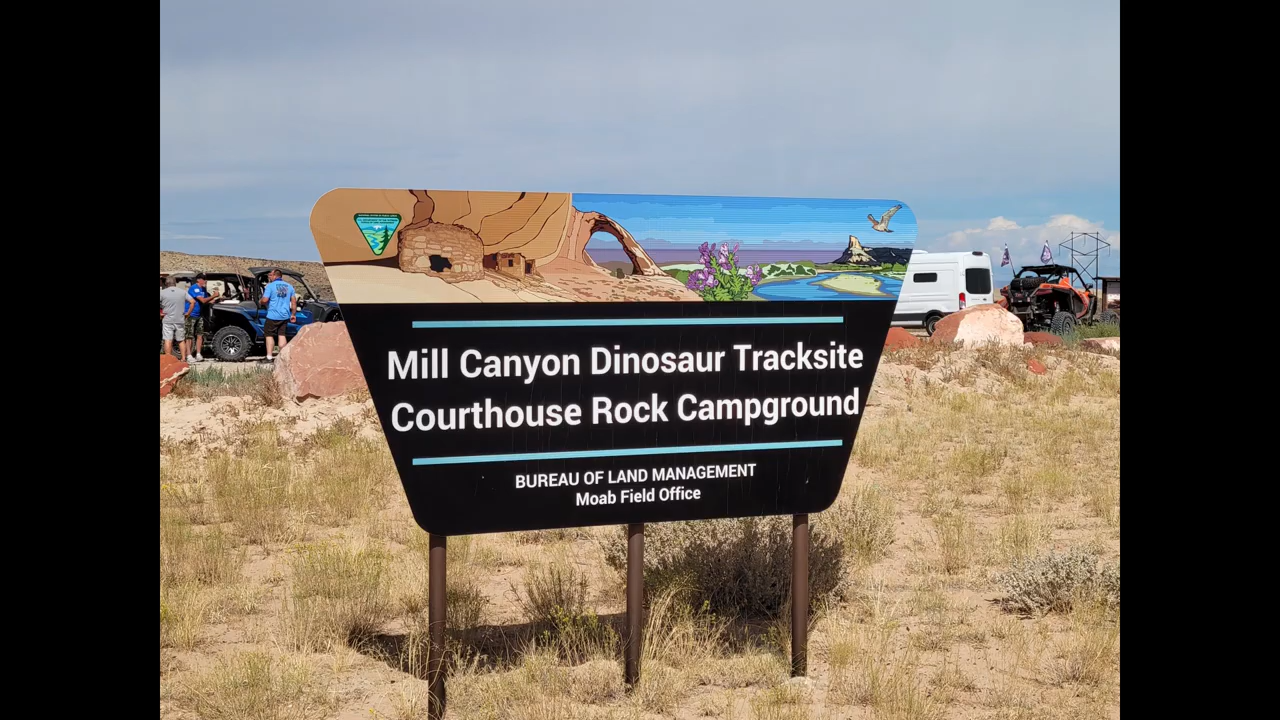 Mill Canyon Dinosaur Tracksite
Courthouse Rock Campground
BUREAU OF LAND MANAGEMENT
Moab Field Office